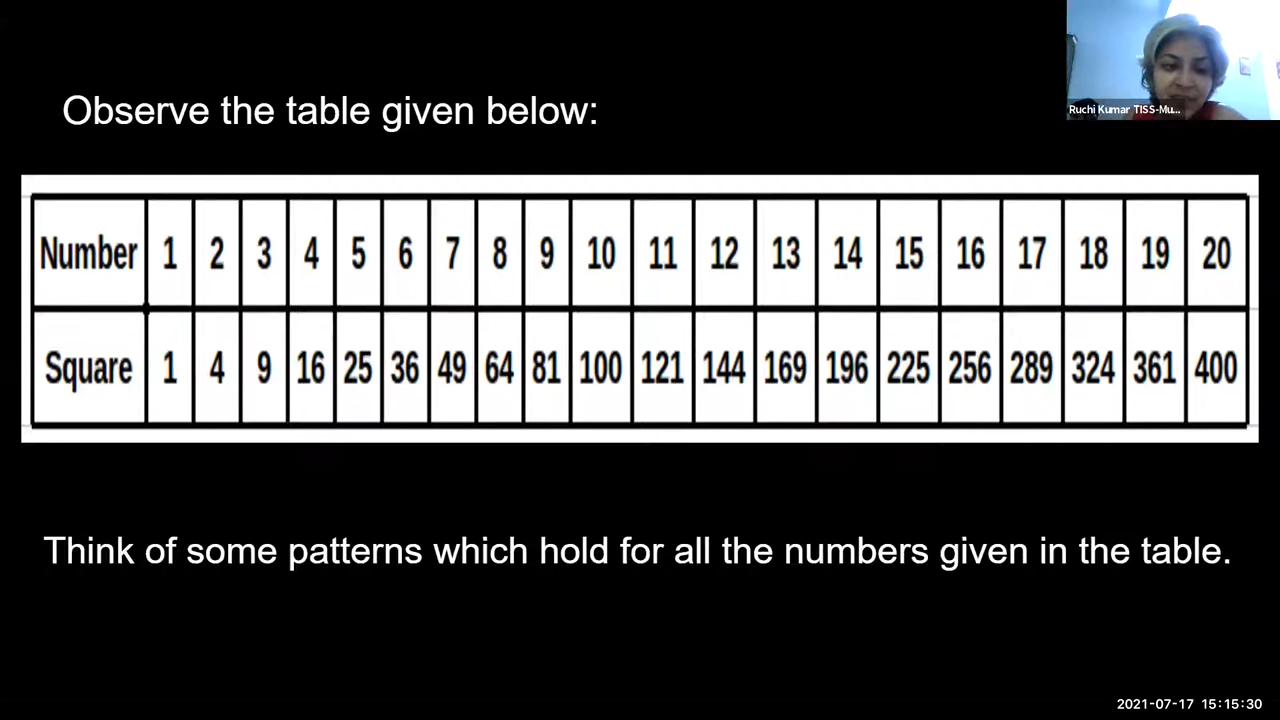 Observe the table given below:
Ruchi Kumar TISS-Mu...
Number 1 2 3 4 5 6 7 8 9 10 11 12 13 14 15 16 17 18 19 20
Square 1 4 9 16 25 36 49 64 81 100 121 144 169 196 225 256 289 324 361 400
Think of some patterns which hold for all the numbers given in the table.
2021-07-17 15:15:30